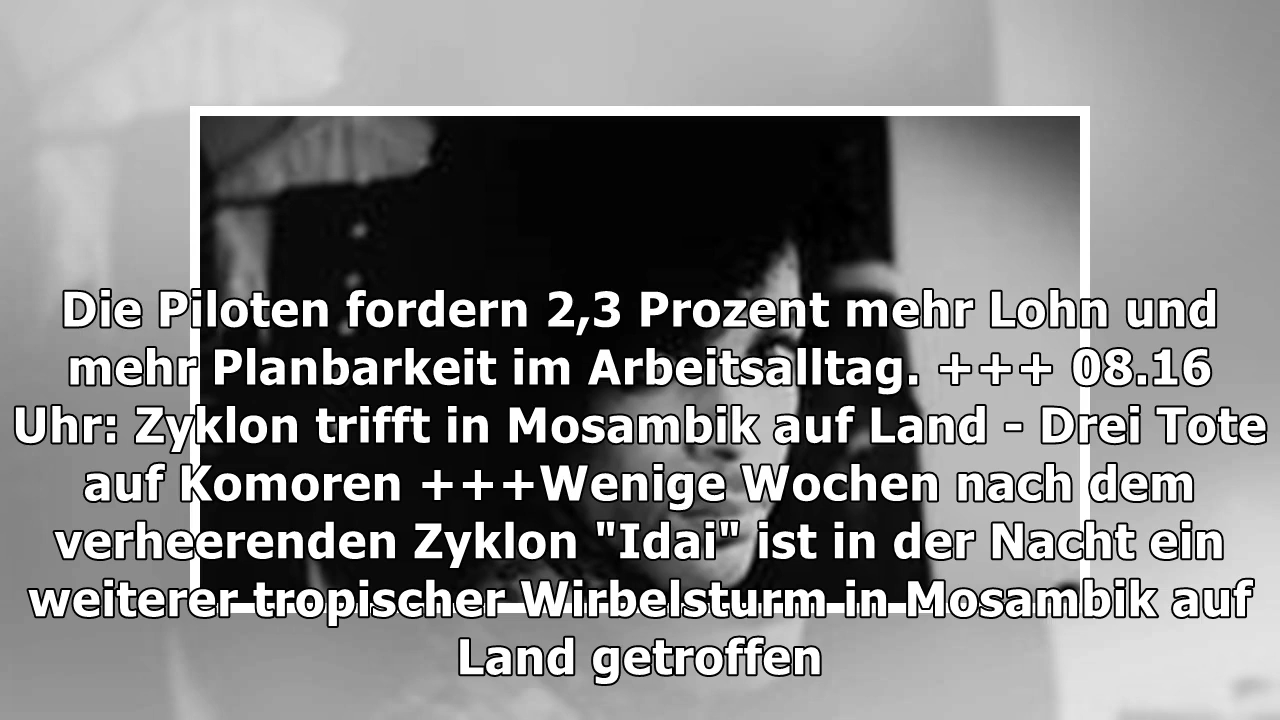 Die Piloten fordern 2,3 Prozent mehr Lohn und
mehr Planbarkeit im Arbeitsalltag. +++ 08.16
Uhr: Zyklon trifft in Mosambik auf Land - Drei Tote
auf Komoren +++Wenige Wochen nach dem
verheerenden Zyklon "Idai" ist in der Nacht ein
weiterer tropischer Wirbelsturm in Mosambik auf
Land getroffen